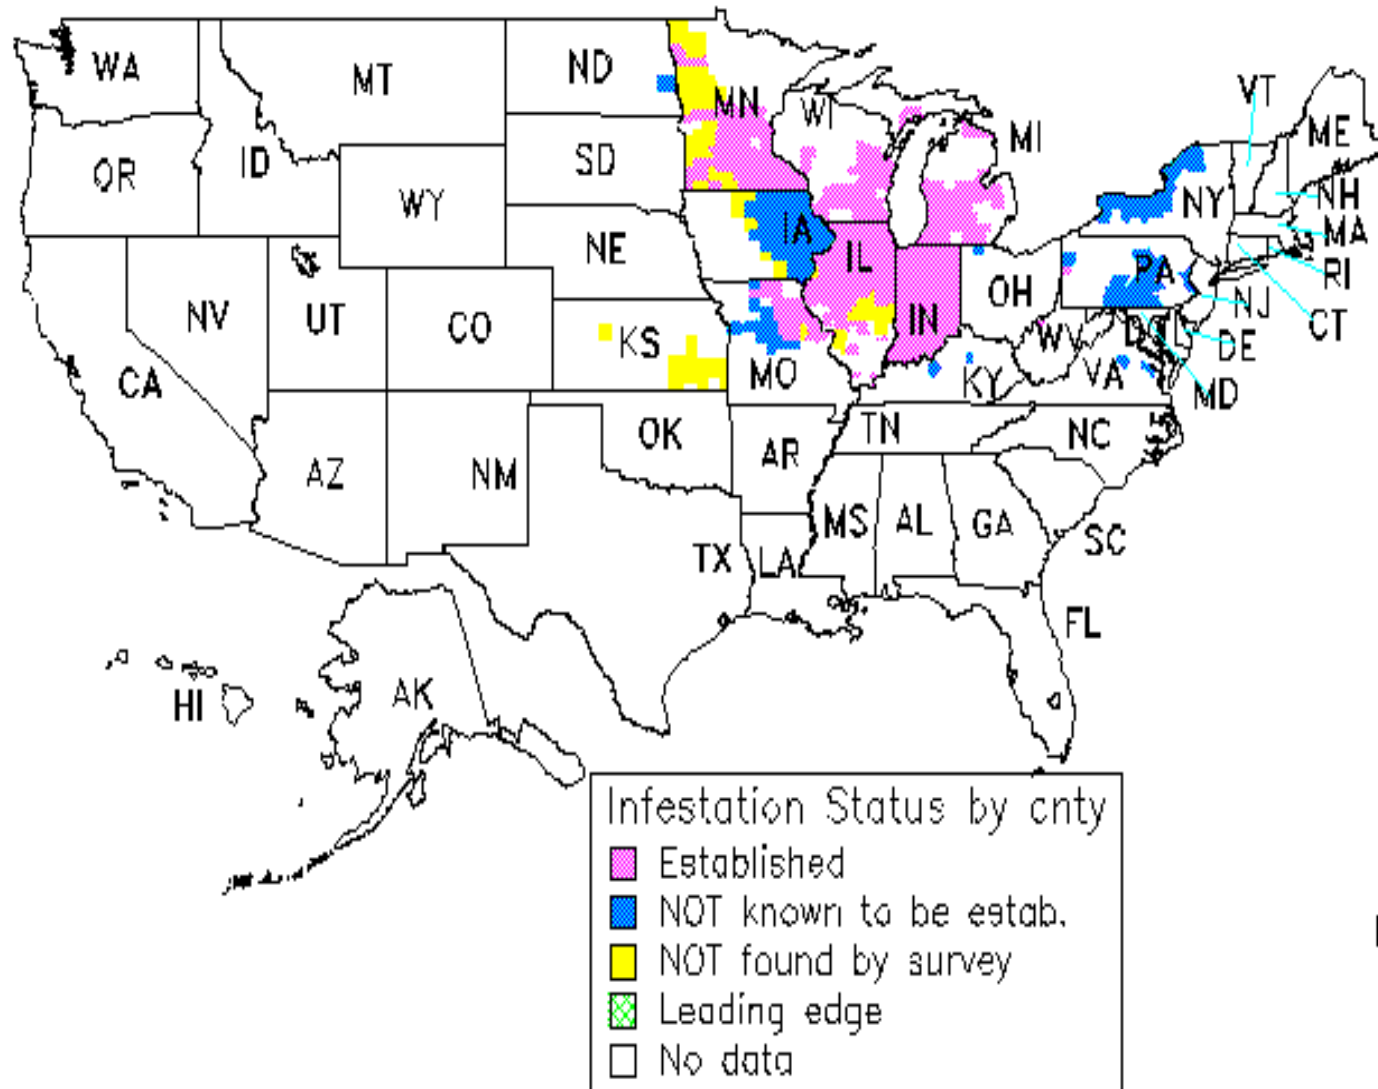 WA
MT
ND
MN
WI
MI
VT
ME
OR
ID
SD
WY
NH
NY
MA
IA
NE
IL
PA
RI
OH
NV
UT
CO
KS
IN
NJ
CT
WV
DE
CA
MO
KY
VA
MD
OK
TN
NC
AR
AZ
NM
MS
AL
GA
SC
TX
LA
FL
HI
AK
Infestation Status by cnty
Established
NOT known to be estab.
NOT found by survey
Leading edge
No data